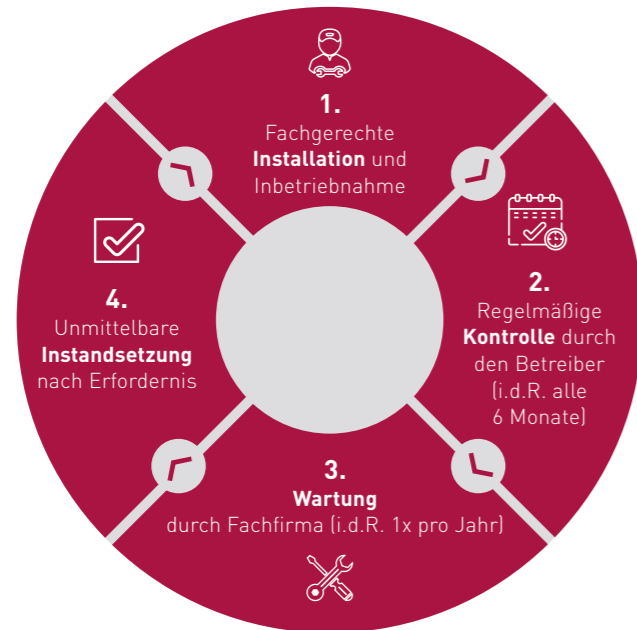 1.
Fachgerechte
Installation und
Inbetriebnahme
2.
Regelmäßige
Kontrolle durch
den Betreiber
(i.d.R. alle
6 Monate)
3.
Wartung
durch Fachfirma (i.d.R. 1x pro Jahr)
4.
Unmittelbare
Instandsetzung
nach Erfordernis